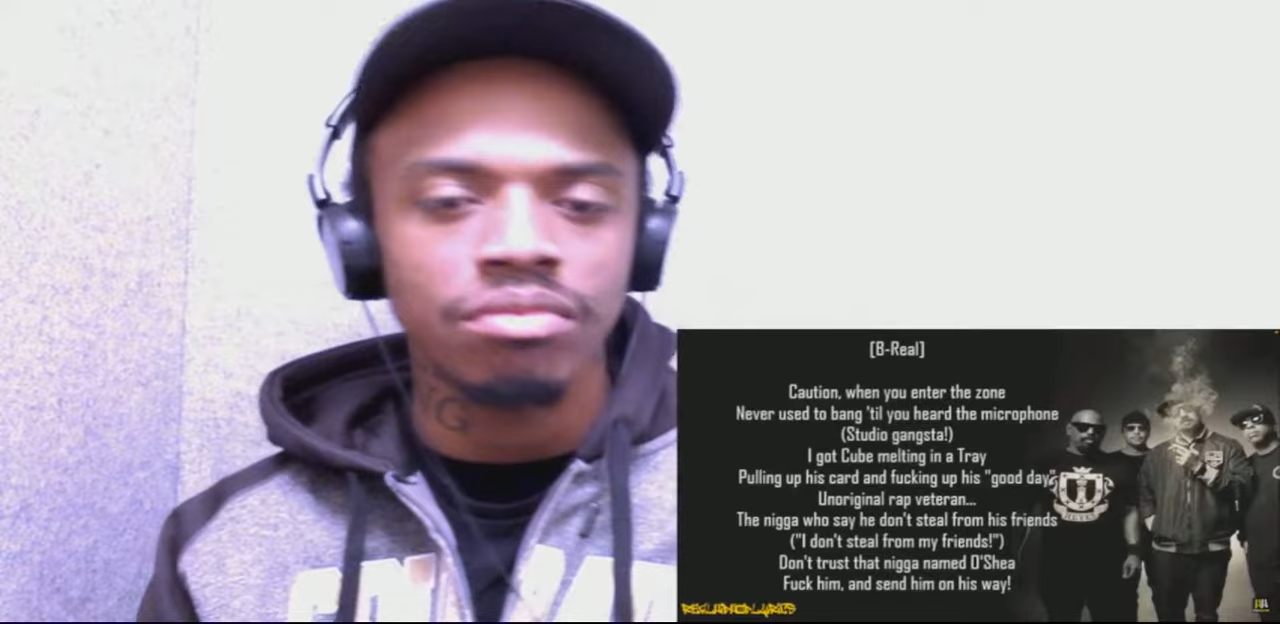 [B-Real]
Caution, when you enter the zone
Never used to bang 'til you heard the microphone
(Studio gangsta!)
I got Cube melting in a Tray
Pulling up his card and fucking up his "good day"
Unoriginal rap veteran...
The nigga who say he don't steal from his friends
("I don't steal from my friends!")
Don't trust that nigga named O'Shea
Fuck him, and send him on his way!